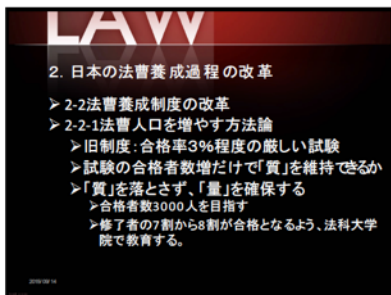 LAW
2. 日本の法曹養成過程の改革
➢ 2-2法曹養成制度の改革
➢ 2-2-1法曹人口を増やす方法論
➢ 旧制度:合格率3%程度の厳しい試験
➢ 試験の合格者数増だけで「質」を維持できるか
➢ 「質」を落とさず、「量」を確保する
➢ 合格者数3000人を目指す
➢ 修了者の7割から8割が合格となるよう、法科大学
院で教育する。
2016/09/14